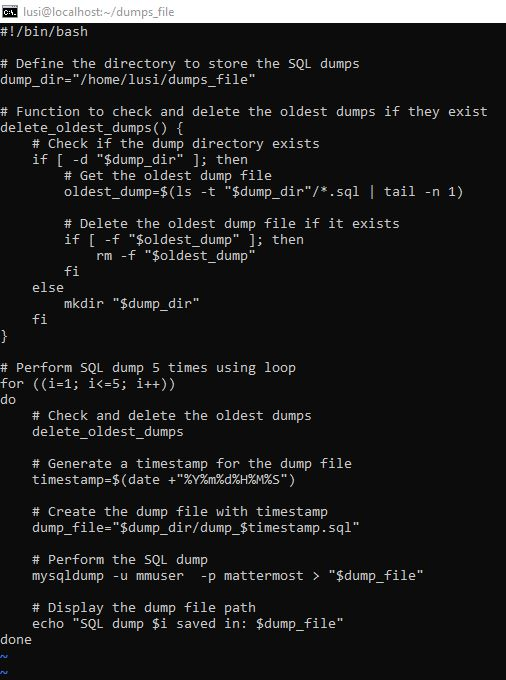 lusi@localhost:~/dumps_file
#!/bin/bash
# Define the directory to store the SQL dumps
dump_dir="/home/lusi/dumps_file"
# Function to check and delete the oldest dumps if they exist
delete_oldest_dumps() {
    # Check if the dump directory exists
    if [ -d "$dump_dir" ]; then
        # Get the oldest dump file
        oldest_dump=$(ls -t "$dump_dir"/*.sql | tail -n 1)
        # Delete the oldest dump file if it exists
        if [ -f "$oldest_dump" ]; then
            rm -f "$oldest_dump"
        fi
    else
        mkdir "$dump_dir"
    fi
}
# Perform SQL dump 5 times using loop
for ((i=1; i<=5; i++))
do
    # Check and delete the oldest dumps
    delete_oldest_dumps
    # Generate a timestamp for the dump file
    timestamp=$(date +"%Y%m%d%H%M%S")
    # Create the dump file with timestamp
    dump_file="$dump_dir/dump_$timestamp.sql"
    # Perform the SQL dump
    mysqldump -u mmuser  -p mattermost > "$dump_file"
    # Display the dump file path
    echo "SQL dump $i saved in: $dump_file"
done
~
~